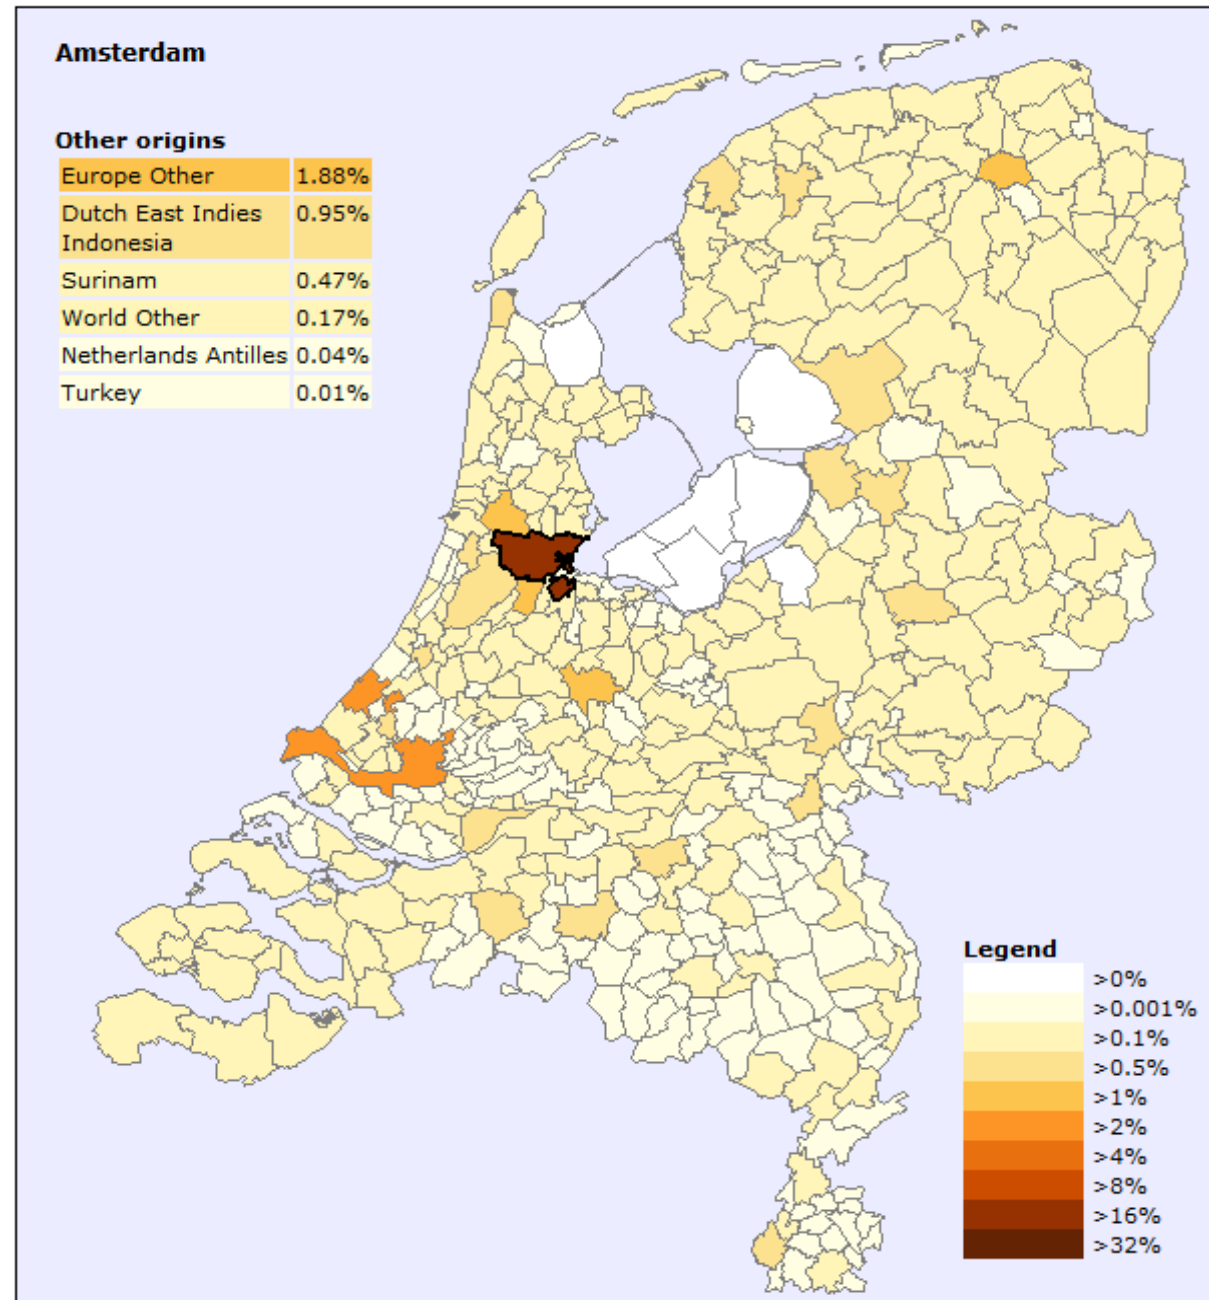 Amsterdam
Other origins
Europe Other 1.88%
Dutch East Indies 0.95%
Indonesia
Surinam 0.47%
World Other 0.17%
Netherlands Antilles 0.04%
Turkey 0.01%
Legend
>0%
>0.001%
>0.1%
>0.5%
>1%
>2%
>4%
>8%
>16%
>32%